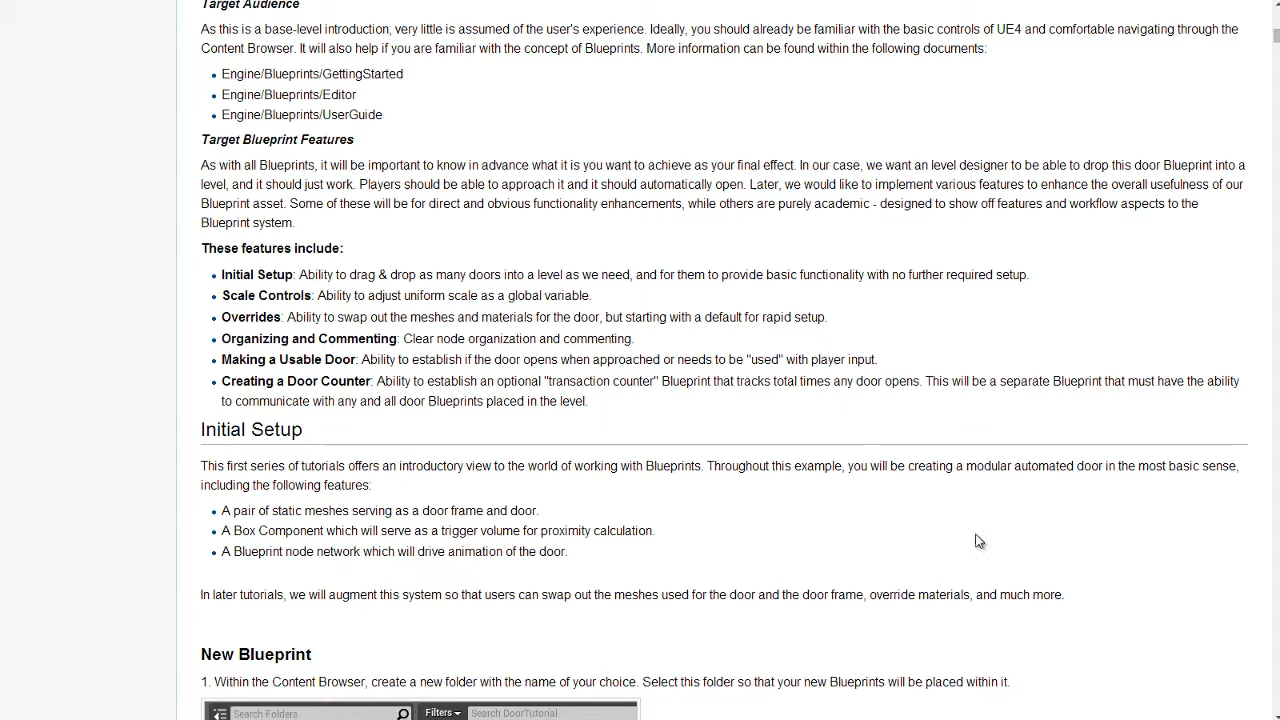 Target Audience
As this is a base-level introduction, very little is assumed of the user's experience. Ideally, you should already be familiar with the basic controls of UE4 and comfortable navigating through the
Content Browser. It will also help if you are familiar with the concept of Blueprints. More information can be found within the following documents:
Engine/Blueprints/GettingStarted
Engine/Blueprints/Editor
Engine/Blueprints/UserGuide
Target Blueprint Features
As with all Blueprints, it will be important to know in advance what it is you want to achieve as your final effect. In our case, we want an level designer to be able to drop this door Blueprint into a
level, and it should just work. Players should be able to approach it and it should automatically open. Later, we would like to implement various features to enhance the overall usefulness of our
Blueprint asset. Some of these will be for direct and obvious functionality enhancements, while others are purely academic - designed to show off features and workflow aspects to the
Blueprint system.
These features include:
Initial Setup: Ability to drag & drop as many doors into a level as we need, and for them to provide basic functionality with no further required setup.
Scale Controls: Ability to adjust uniform scale as a global variable.
Overrides: Ability to swap out the meshes and materials for the door, but starting with a default for rapid setup.
Organizing and Commenting: Clear node organization and commenting.
Making a Usable Door: Ability to establish if the door opens when approached or needs to be "used" with player input.
Creating a Door Counter: Ability to establish an optional "transaction counter" Blueprint that tracks total times any door opens. This will be a separate Blueprint that must have the ability
to communicate with any and all door Blueprints placed in the level.
Initial Setup
This first series of tutorials offers an introductory view to the world of working with Blueprints. Throughout this example, you will be creating a modular automated door in the most basic sense,
including the following features:
A pair of static meshes serving as a door frame and door.
A Box Component which will serve as a trigger volume for proximity calculation.
A Blueprint node network which will drive animation of the door.
In later tutorials, we will augment this system so that users can swap out the meshes used for the door and the door frame, override materials, and much more.
New Blueprint
1. Within the Content Browser, create a new folder with the name of your choice. Select this folder so that your new Blueprints will be placed within it.
Search Folders Filters Search DoorTutorial